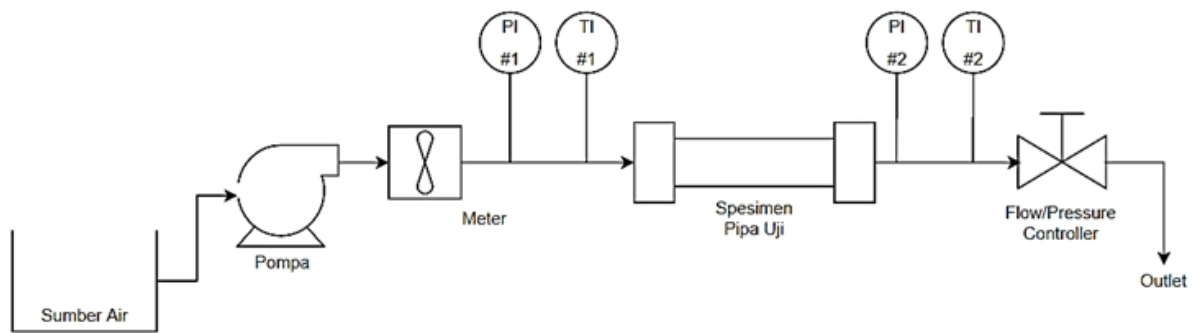 PI
#1
TI
#1
PI
#2
TI
#2
Meter
Spesimen
Pipa Uji
Flow/Pressure
Controller
Pompa
Outlet
Sumber Air